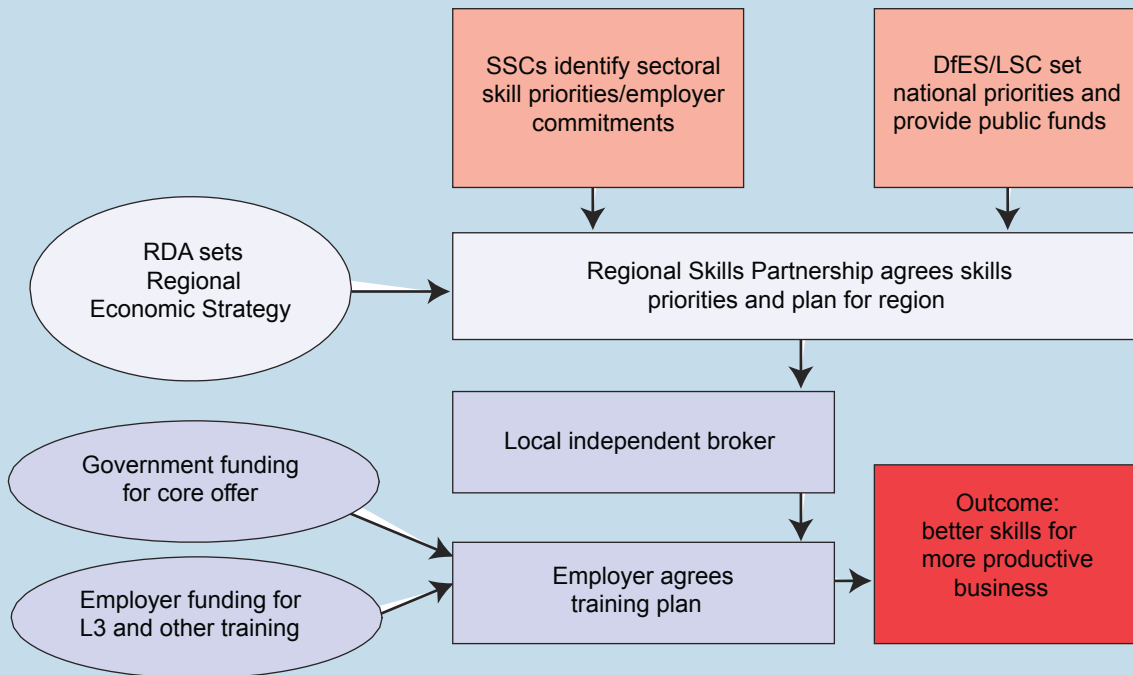 SSCs identify sectoral
skill priorities/employer
commitments
DfES/LSC set
national priorities and
provide public funds
RDA sets
Regional
Economic Strategy
Regional Skills Partnership agrees skills
priorities and plan for region
Local independent broker
Government funding
for core offer
Employer funding for
L3 and other training
Employer agrees
training plan
Outcome:
better skills for
more productive
business